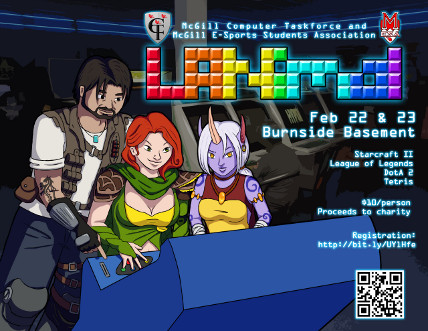 McGill Computer Taskforce and
McGill E-Sports Students Association
LANAmd
Feb 22 & 23
Burnside Basement
Starcraft II
League of Legends
DotA 2
Tetris
$10/person
Proceeds to charity
Registration:
http://bit.ly/UYlHfe